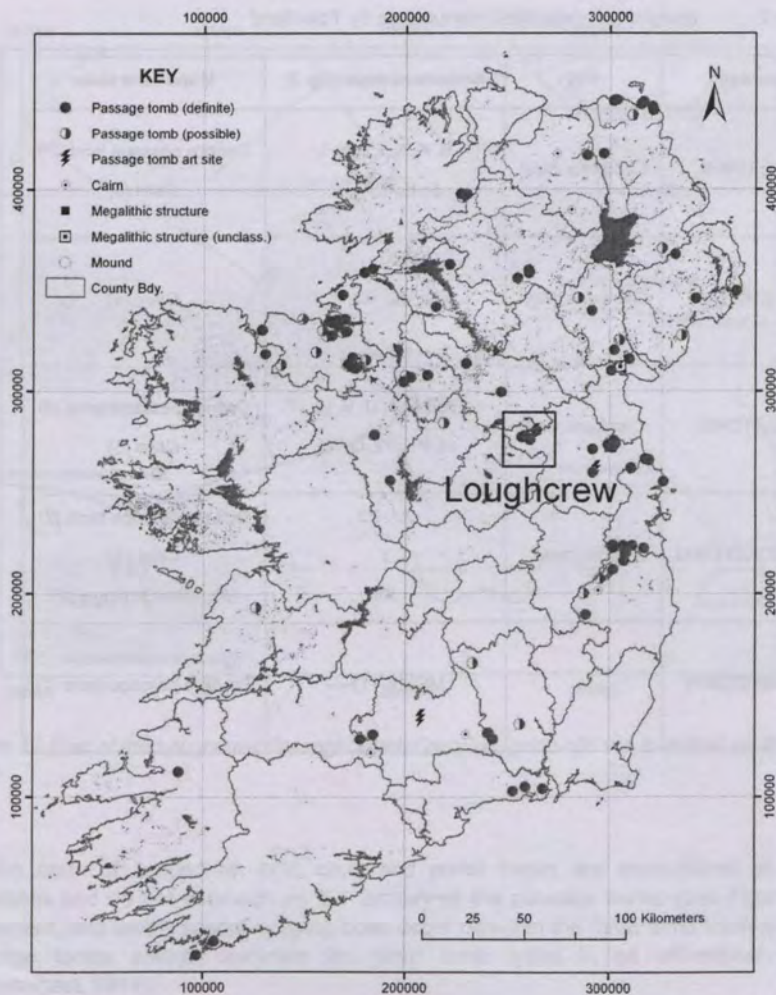 100000 200000 300000
KEY
Passage tomb (definite)
Passage tomb (possible)
Passage tomb art site
Cairn
Megalithic structure
Megalithic structure (unclass.)
Mound
County Bdy.
N
400000 400000
300000 300000
Loughcrew
200000 200000
100000 100000
0 25 50 100 Kilometers
100000 200000 300000